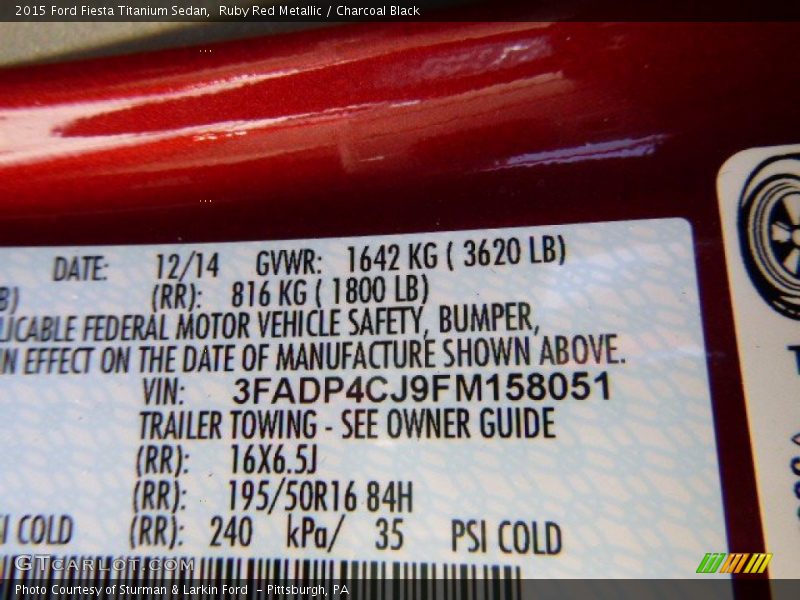 2015 Ford Fiesta Titanium Sedan,  Ruby Red Metallic / Charcoal Black
DATE: 12/14 GVWR: 1642 KG ( 3620 LB)
B) (RR): 816 KG ( 1800 LB)
LICABLE FEDERAL MOTOR VEHICLE SAFETY, BUMPER,
N EFFECT ON THE DATE OF MANUFACTURE SHOWN ABOVE.
VIN: 3FADP4CJ9FM158051
TRAILER TOWING - SEE OWNER GUIDE
(RR): 16X6.5J
(RR): 195/50R16 84H
I COLD (RR): 240 kPa/ 35 PSI COLD
GTCarLot.com
Photo Courtesy of Sturman & Larkin Ford  - Pittsburgh, PA